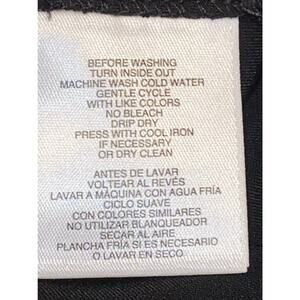 BEFORE WASHING
TURN INSIDE OUT
MACHINE WASH COLD WATER
GENTLE CYCLE
WITH LIKE COLORS
NO BLEACH
DRIP DRY
PRESS WITH COOL IRON
IF NECESSARY
OR DRY CLEAN
ANTES DE LAVAR
VOLTEAR AL REVÉS
LAVAR A MÁQUINA CON AGUA FRÍA
CICLO SUAVE
CON COLORES SIMILARES
NO UTILIZAR BLANQUEADOR
SECAR AL AIRE
PLANCHA FRÍA SI ES NECESARIO
O LAVAR EN SECO.